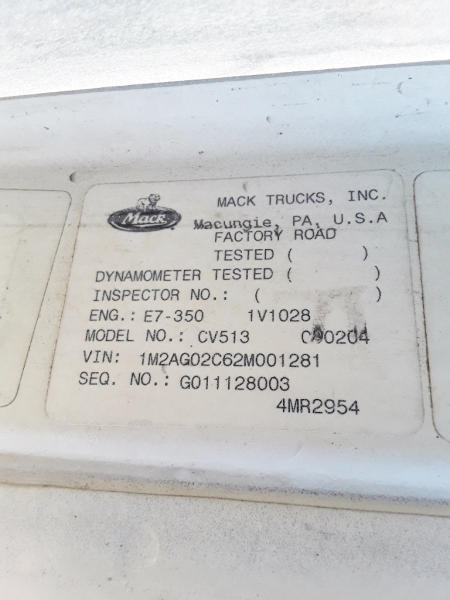 Mack
MACK TRUCKS, INC.
Macungie, PA, U.S.A
FACTORY ROAD
TESTED ( )
DYNAMOMETER TESTED ( )
INSPECTOR NO.: ( )
ENG.: E7-350 1V1028
MODEL NO.: CV513 090204
VIN: 1M2AG02C62M001281
SEQ. NO.: G011128003
4MR2954